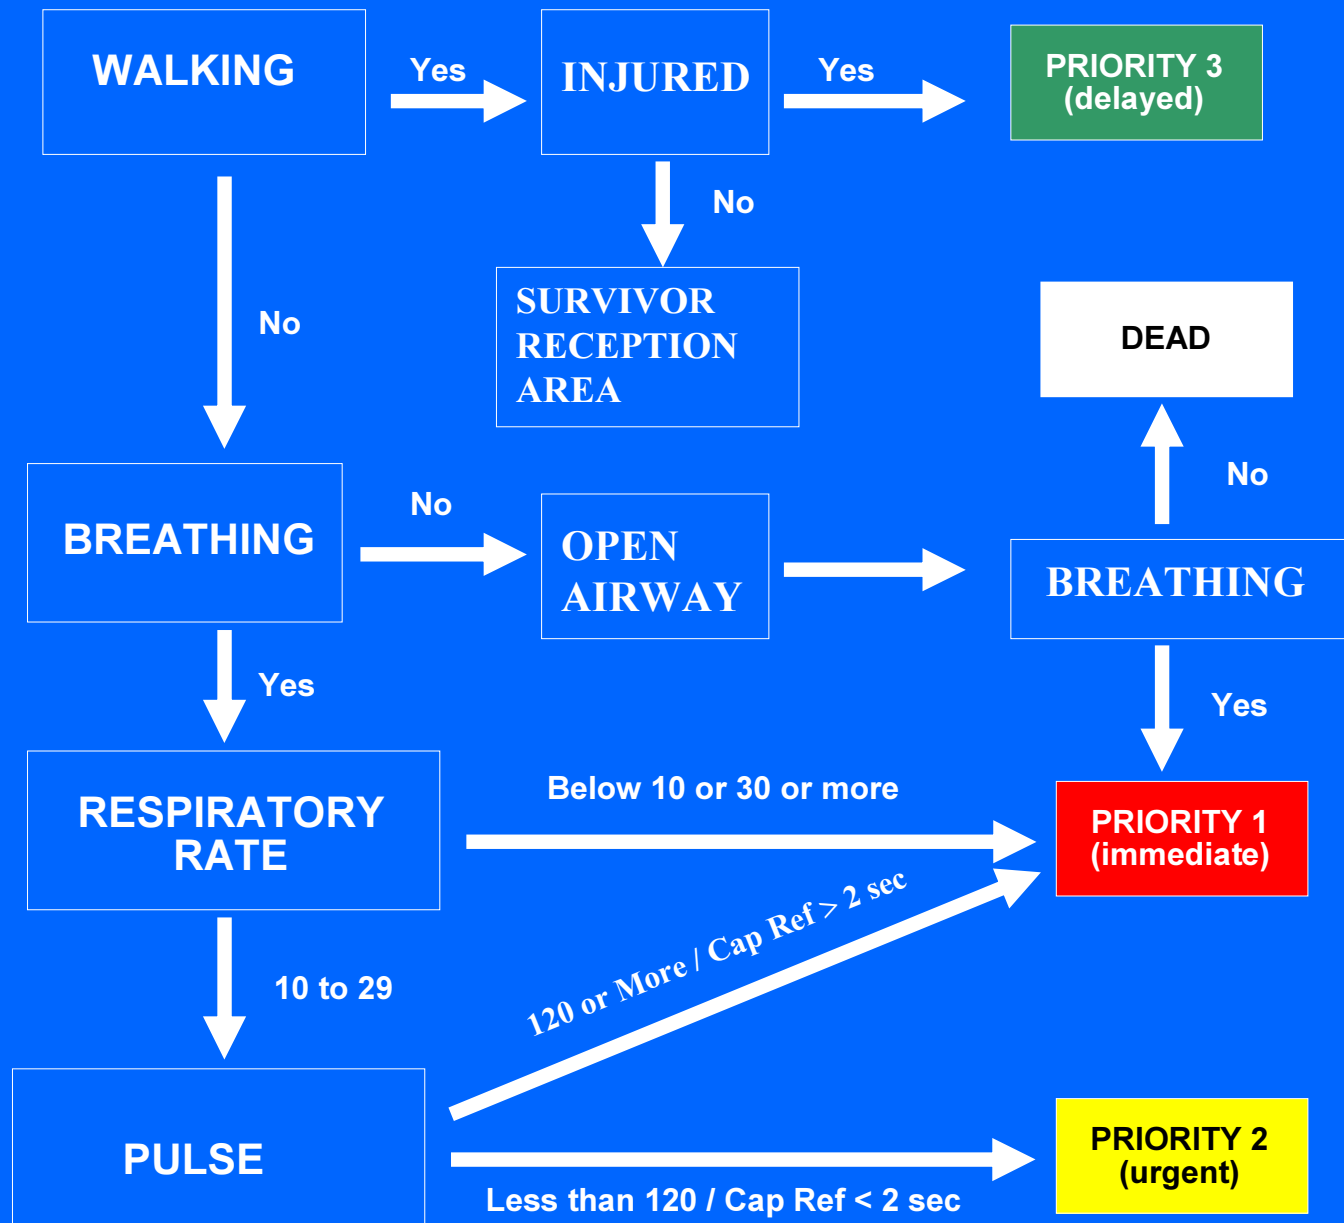 WALKING
Yes
INJURED
Yes
PRIORITY 3
(delayed)
No
SURVIVOR
RECEPTION
AREA
No
DEAD
No
BREATHING
No
OPEN
AIRWAY
BREATHING
Yes
Yes
RESPIRATORY
RATE
Below 10 or 30 or more
PRIORITY 1
(immediate)
120 or More / Cap Ref > 2 sec
10 to 29
PULSE
Less than 120 / Cap Ref < 2 sec
PRIORITY 2
(urgent)